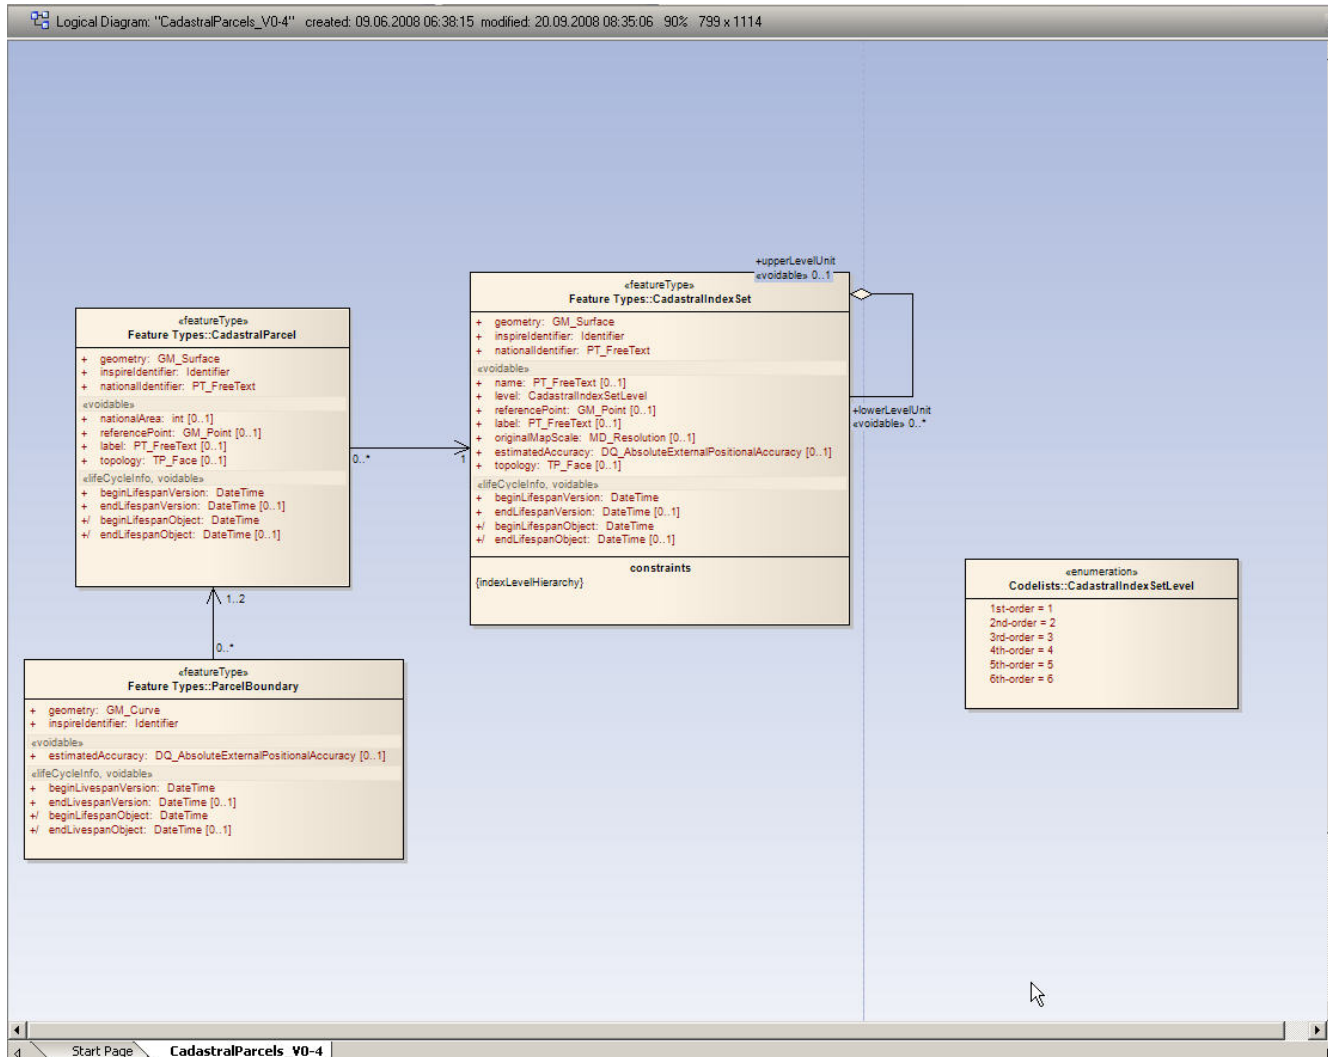 Logical Diagram: "CadastralParcels_V0-4" created: 09.06.2008 06:38:15 modified: 20.09.2008 08:35:06 90% 799 x 1114
+upperLevelUnit
«voidable» 0..1
«featureType»
Feature Types::CadastralIndexSet
+ geometry: GM_Surface
+ inspireIdentifier: Identifier
+ nationalIdentifier: PT_FreeText
«voidable»
+ name: PT_FreeText [0..1]
+ level: CadastralIndexSetLevel
+ referencePoint: GM_Point [0..1]
+ label: PT_FreeText [0..1]
+ originalMapScale: MD_Resolution [0..1]
+ estimatedAccuracy: DQ_AbsoluteExternalPositionalAccuracy [0..1]
+ topology: TP_Face [0..1]
«lifeCycleInfo, voidable»
+ beginLifespanVersion: DateTime
+ endLifespanVersion: DateTime [0..1]
+/ beginLifespanObject: DateTime
+/ endLifespanObject: DateTime [0..1]
constraints
{indexLevelHierarchy}
+lowerLevelUnit
«voidable» 0..*
«featureType»
Feature Types::CadastralParcel
+ geometry: GM_Surface
+ inspireIdentifier: Identifier
+ nationalIdentifier: PT_FreeText
«voidable»
+ nationalArea: int [0..1]
+ referencePoint: GM_Point [0..1]
+ label: PT_FreeText [0..1]
+ topology: TP_Face [0..1]
«lifeCycleInfo, voidable»
+ beginLifespanVersion: DateTime
+ endLifespanVersion: DateTime [0..1]
+/ beginLifespanObject: DateTime
+/ endLifespanObject: DateTime [0..1]
0..* 1
1..2
0..*
«featureType»
Feature Types::ParcelBoundary
+ geometry: GM_Curve
+ inspireIdentifier: Identifier
«voidable»
+ estimatedAccuracy: DQ_AbsoluteExternalPositionalAccuracy [0..1]
«lifeCycleInfo, voidable»
+ beginLivespanVersion: DateTime
+ endLivespanVersion: DateTime [0..1]
+/ beginLifespanObject: DateTime
+/ endLivespanObject: DateTime [0..1]
«enumeration»
Codelists::CadastralIndexSetLevel
1st-order = 1
2nd-order = 2
3rd-order = 3
4th-order = 4
5th-order = 5
6th-order = 6
Start Page CadastralParcels_V0-4